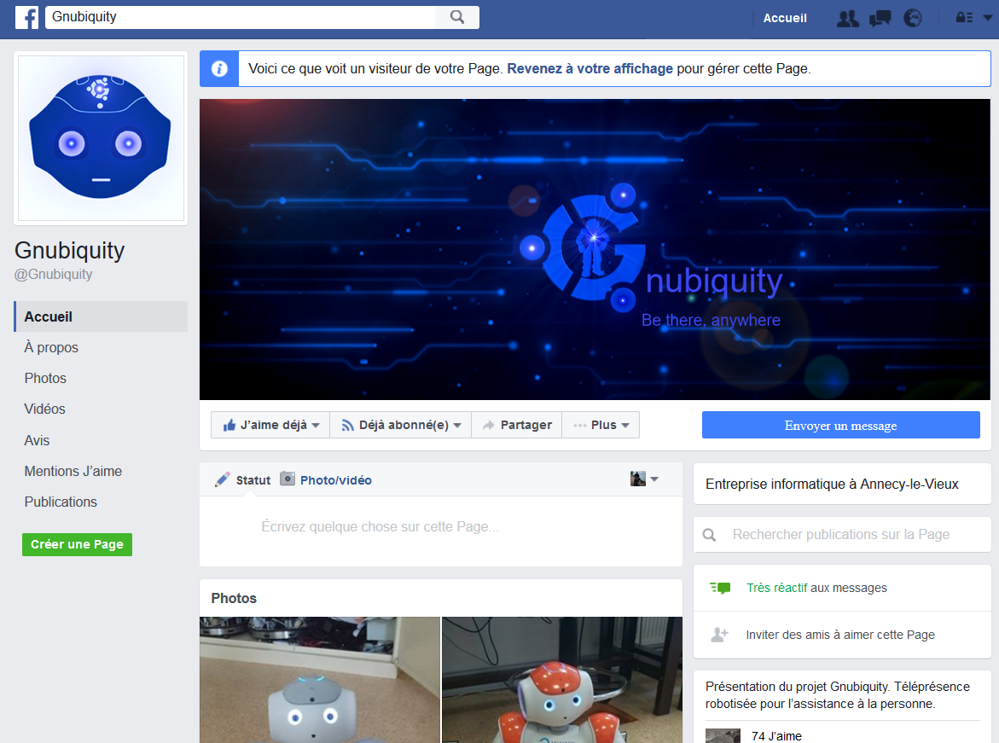 Gnubiquity
Accueil
Voici ce que voit un visiteur de votre Page. Revenez à votre affichage pour gérer cette Page.
Gnubiquity
@Gnubiquity
Accueil
À propos
Photos
Vidéos
Avis
Mentions J’aime
Publications
Créer une Page
Gnubiquity
Be there, anywhere
J’aime déjà
Déjà abonné(e)
Partager
Plus
Envoyer un message
Statut
Photo/vidéo
Écrivez quelque chose sur cette Page...
Photos
Entreprise informatique à Annecy-le-Vieux
Rechercher publications sur la Page
Très réactif aux messages
Inviter des amis à aimer cette Page
Présentation du projet Gnubiquity. Téléprésence
robotisée pour l’assistance à la personne.
74 J’aime